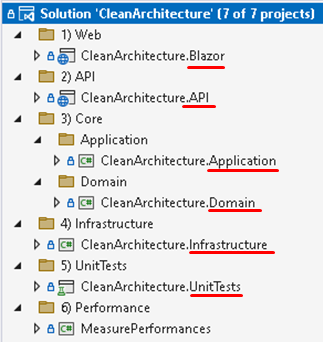 Solution 'CleanArchitecture' (7 of 7 projects)
1) Web
CleanArchitecture.Blazor
2) API
CleanArchitecture.API
3) Core
Application
C# CleanArchitecture.Application
Domain
C# CleanArchitecture.Domain
4) Infrastructure
C# CleanArchitecture.Infrastructure
5) UnitTests
CleanArchitecture.UnitTests
6) Performance
C# MeasurePerformances